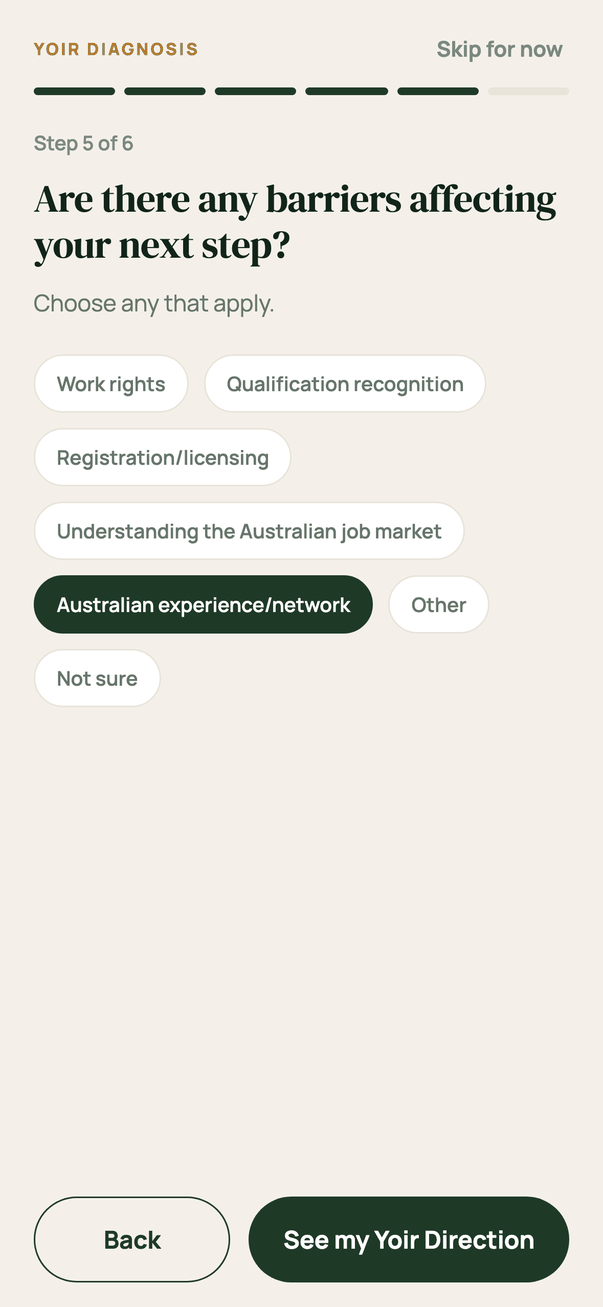 YOIR DIAGNOSIS
Skip for now
Step 5 of 6
Are there any barriers affecting
your next step?
Choose any that apply.
Work rights
Qualification recognition
Registration/licensing
Understanding the Australian job market
Australian experience/network
Other
Not sure
Back
See my Yoir Direction